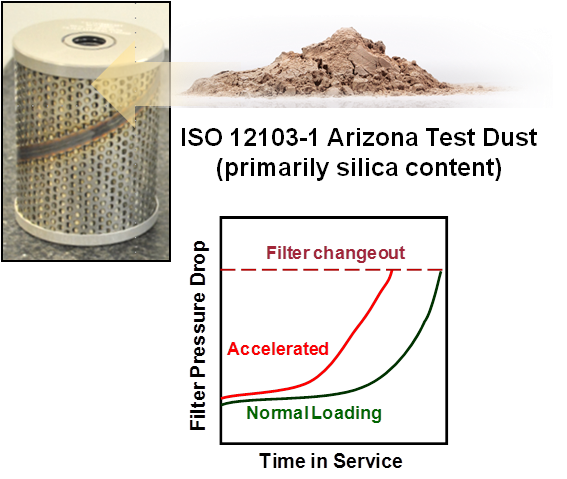 ISO 12103-1 Arizona Test Dust
(primarily silica content)
Filter changeout
Accelerated
Normal Loading
Filter Pressure Drop
Time in Service